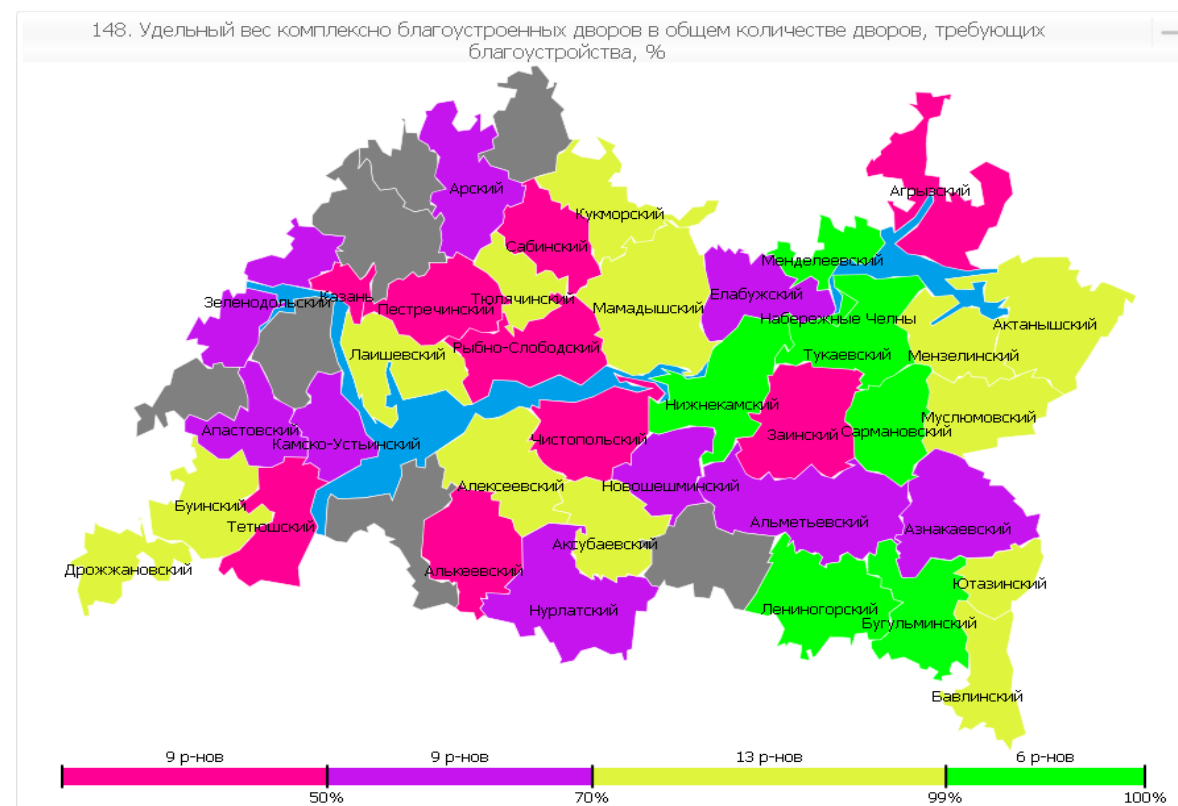 148. Удельный вес комплексно благоустроенных дворов в общем количестве дворов, требующих
благоустройства, %
Арский
Агрызский
Кукморский
Сабинский
Менделеевский
Зеленодольский
Казань
Тюлячинский
Пестречинский
Мамадышский
Елабужский
Набережные Челны
Актанышский
Рыбно-Слободский
Лаишевский
Тукаевский
Мензелинский
Нижнекамский
Муслюмовский
Апастовский
Камско-Устьинский
Чистопольский
Заинский
Сармановский
Алексеевский
Новошешминский
Буинский
Тетюшский
Альметьевский
Азнакаевский
Аксубаевский
Дрожжановский
Алькеевский
Ютазинский
Нурлатский
Лениногорский
Бугульминский
Бавлинский
9 р-нов 9 р-нов 13 р-нов 6 р-нов
50% 70% 99% 100%